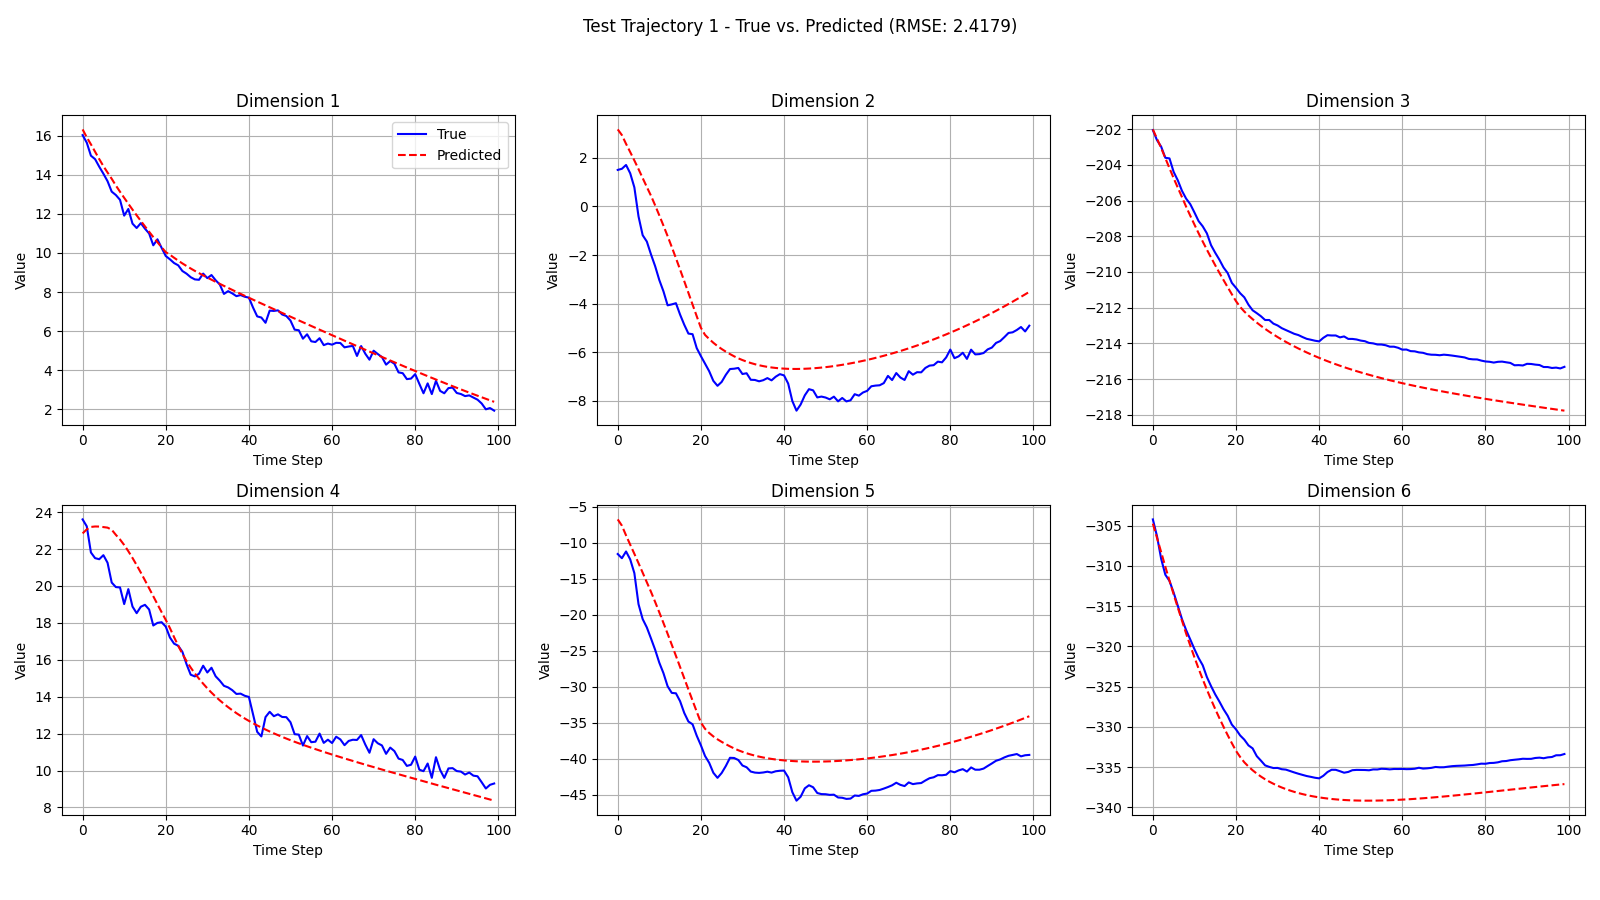 Test Trajectory 1 - True vs. Predicted (RMSE: 2.4179)
Dimension 1
16
14
12
10
8
6
4
2
Value
0 20 40 60 80 100
Time Step
True
Predicted
Dimension 2
2
0
−2
−4
−6
−8
Value
0 20 40 60 80 100
Time Step
Dimension 3
−202
−204
−206
−208
−210
−212
−214
−216
−218
Value
0 20 40 60 80 100
Time Step
Dimension 4
24
22
20
18
16
14
12
10
8
Value
0 20 40 60 80 100
Time Step
Dimension 5
−5
−10
−15
−20
−25
−30
−35
−40
−45
Value
0 20 40 60 80 100
Time Step
Dimension 6
−305
−310
−315
−320
−325
−330
−335
−340
Value
0 20 40 60 80 100
Time Step